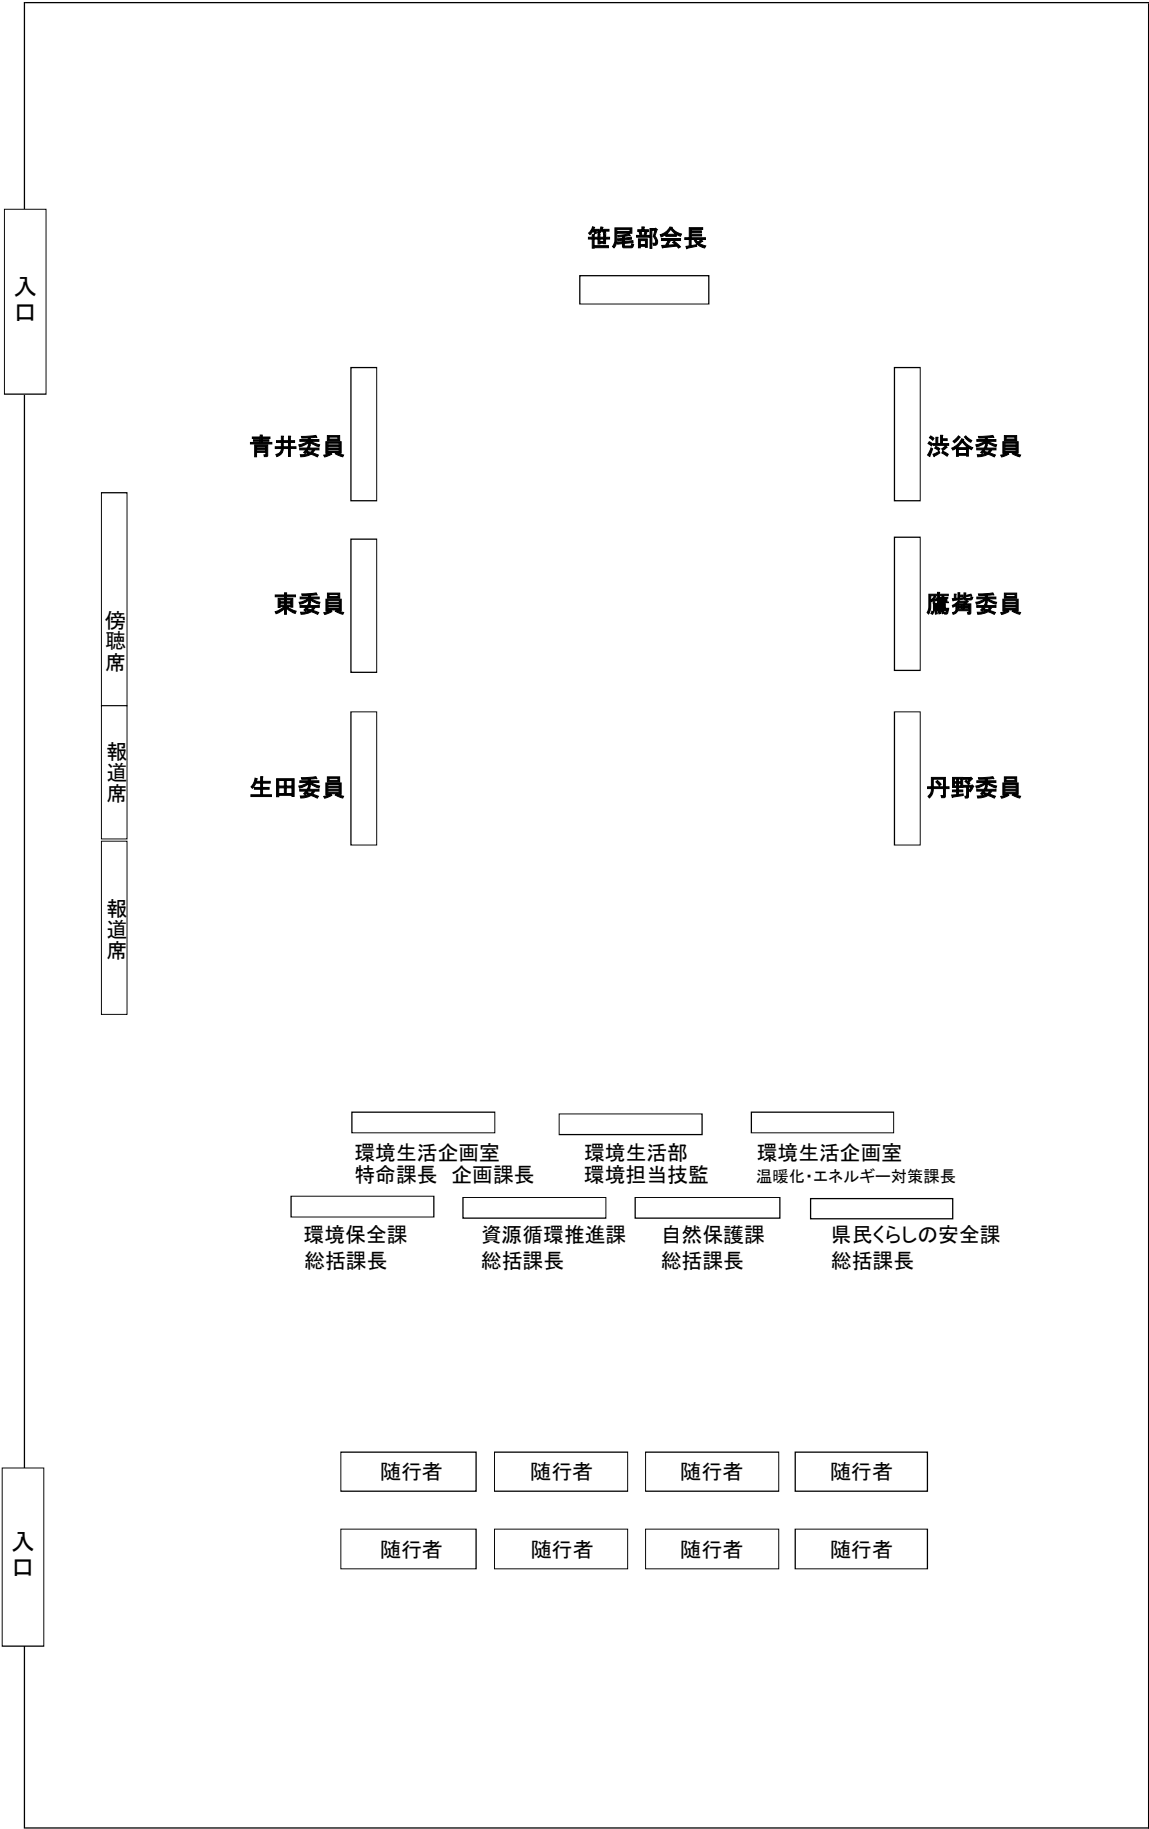 笹尾部会長
入口
青井委員
渋谷委員
東委員
鷹觜委員
傍聴席
報道席
生田委員
丹野委員
報道席
環境生活企画室
特命課長　企画課長
環境生活部
環境担当技監
環境生活企画室
温暖化・エネルギー対策課長
環境保全課
総括課長
資源循環推進課
総括課長
自然保護課
総括課長
県民くらしの安全課
総括課長
随行者
随行者
随行者
随行者
入口
随行者
随行者
随行者
随行者